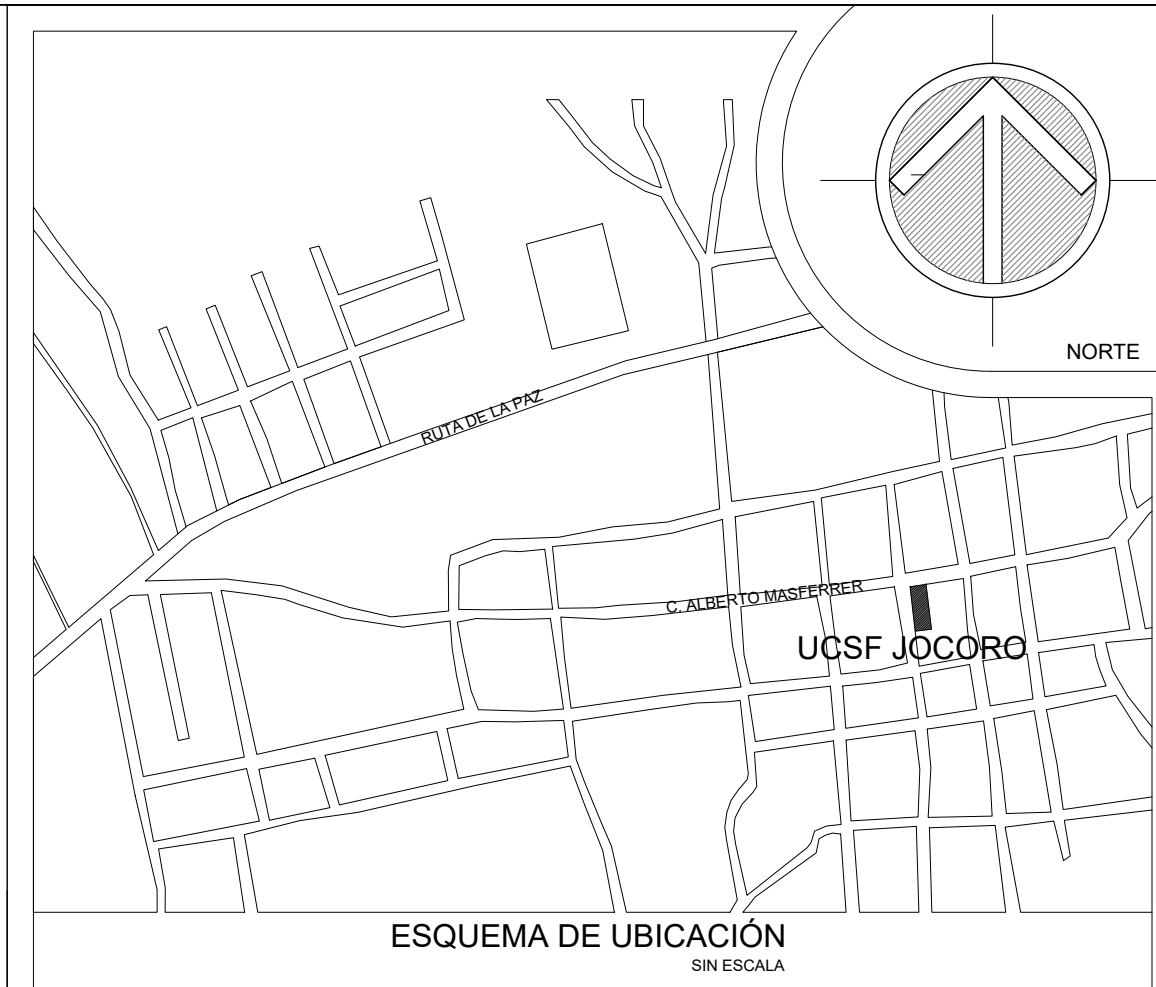 NORTE
RUTA DE LA PAZ
C. ALBERTO MASFERRER
UCSF JOCORO
ESQUEMA DE UBICACIÓN
SIN ESCALA